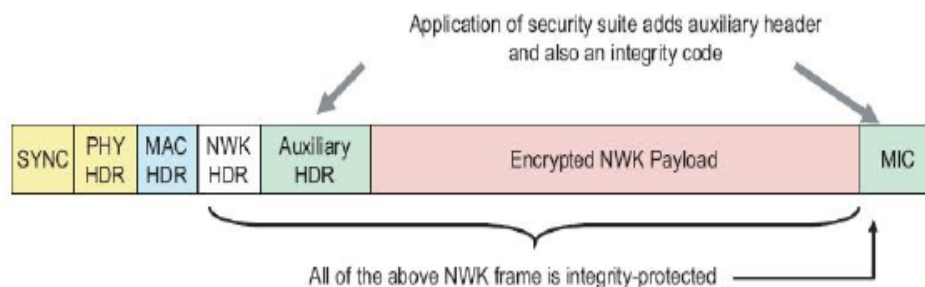 Application of security suite adds auxiliary header
and also an integrity code
SYNC
PHY
HDR
MAC
HDR
NWK
HDR
Auxiliary
HDR
Encrypted NWK Payload
MIC
All of the above NWK frame is integrity-protected